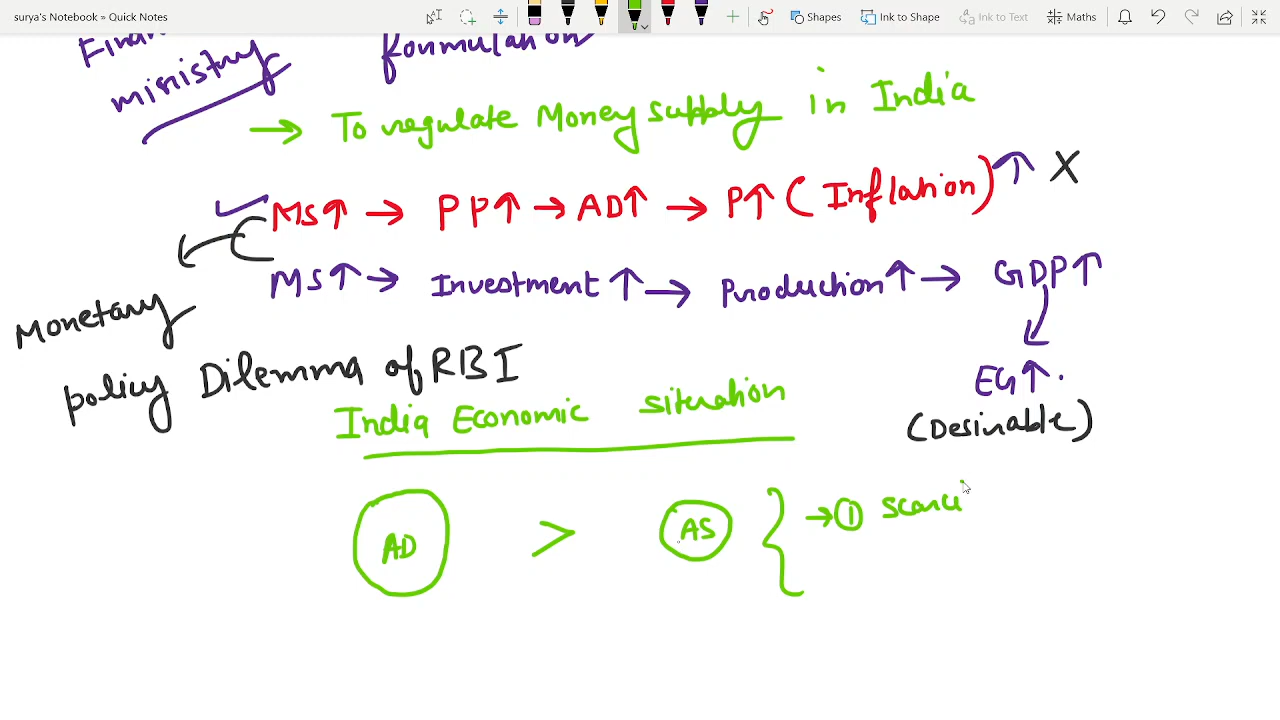 surya's Notebook » Quick Notes
Shapes
Ink to Shape
Ink to Text
Maths
Finan
ministry
formulation
→ To regulate Money supply in India
MS↑ → PP↑ → AD↑ → P↑ (Inflation)↑ X
MS↑ → Investment ↑ → Production ↑ → GDP↑
EG↑.
(Desirable)
Monetary
policy Dilemma of RBI
India Economic situation
AD > AS } → ① scarci